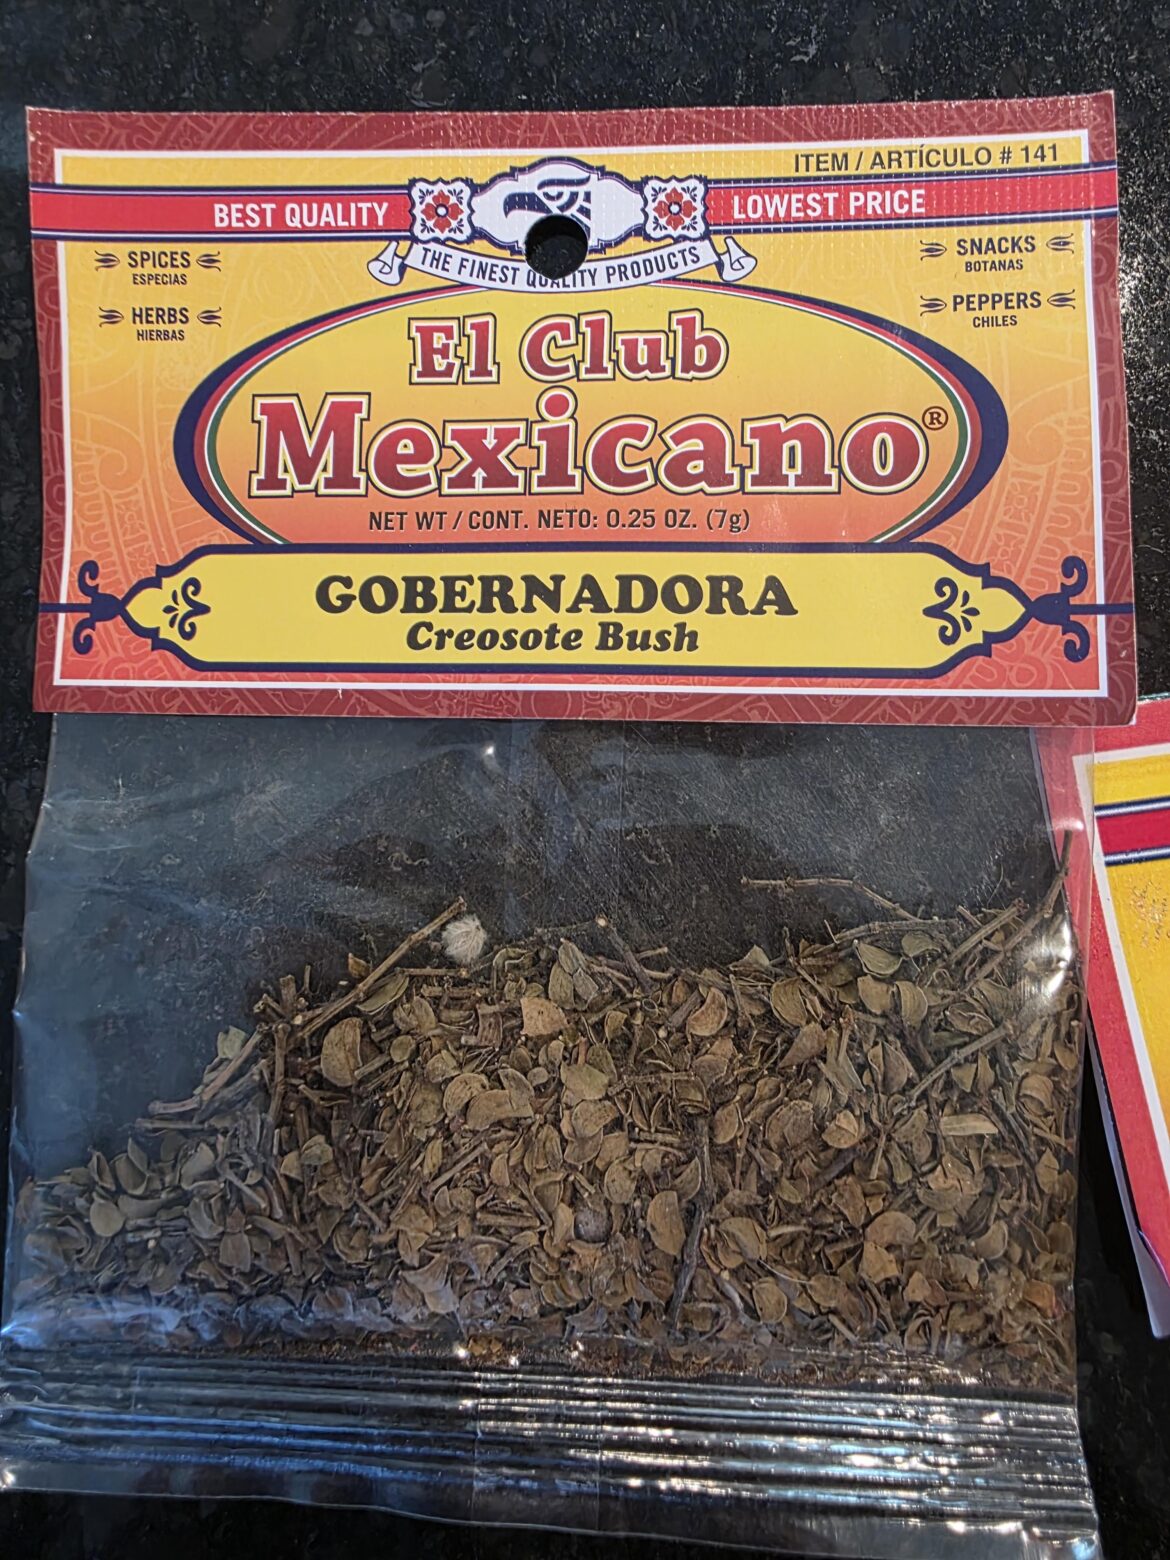 ITEM / ARTÍCULO # 141
BEST QUALITY
LOWEST PRICE
THE FINEST QUALITY PRODUCTS
SPICES
ESPECIAS
HERBS
HIERBAS
SNACKS
BOTANAS
PEPPERS
CHILES
El Club
Mexicano®
NET WT / CONT. NETO: 0.25 OZ. (7g)
GOBERNADORA
Creosote Bush